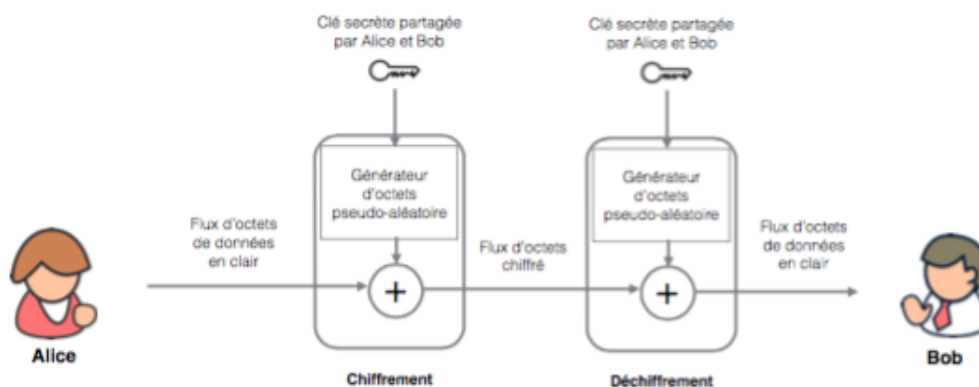 Clé secrète partagée
par Alice et Bob
Clé secrète partagée
par Alice et Bob
Générateur
d'octets
pseudo-aléatoire
Générateur
d'octets
pseudo-aléatoire
Flux d'octets
de données
en clair
Flux d'octets
chiffré
Flux d'octets
de données
en clair
+
+
Alice
Bob
Chiffrement
Déchiffrement